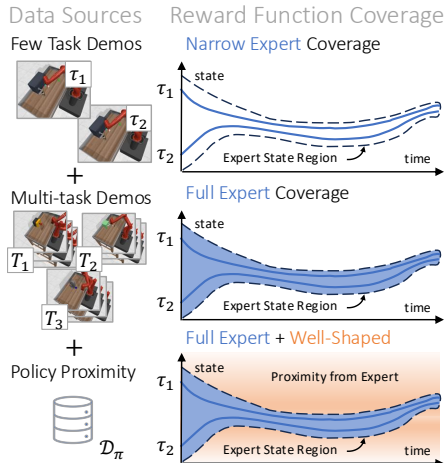 Data Sources
Reward Function Coverage
Few Task Demos
Narrow Expert Coverage
τ₁
τ₂
state
τ₁
τ₂
Expert State Region
time
+
Multi-task Demos
Full Expert Coverage
T₁
T₂
T₃
state
τ₁
τ₂
Expert State Region
time
+
Full Expert + Well-Shaped
Policy Proximity
𝒟π
state
τ₁
Proximity from Expert
τ₂
Expert State Region
time